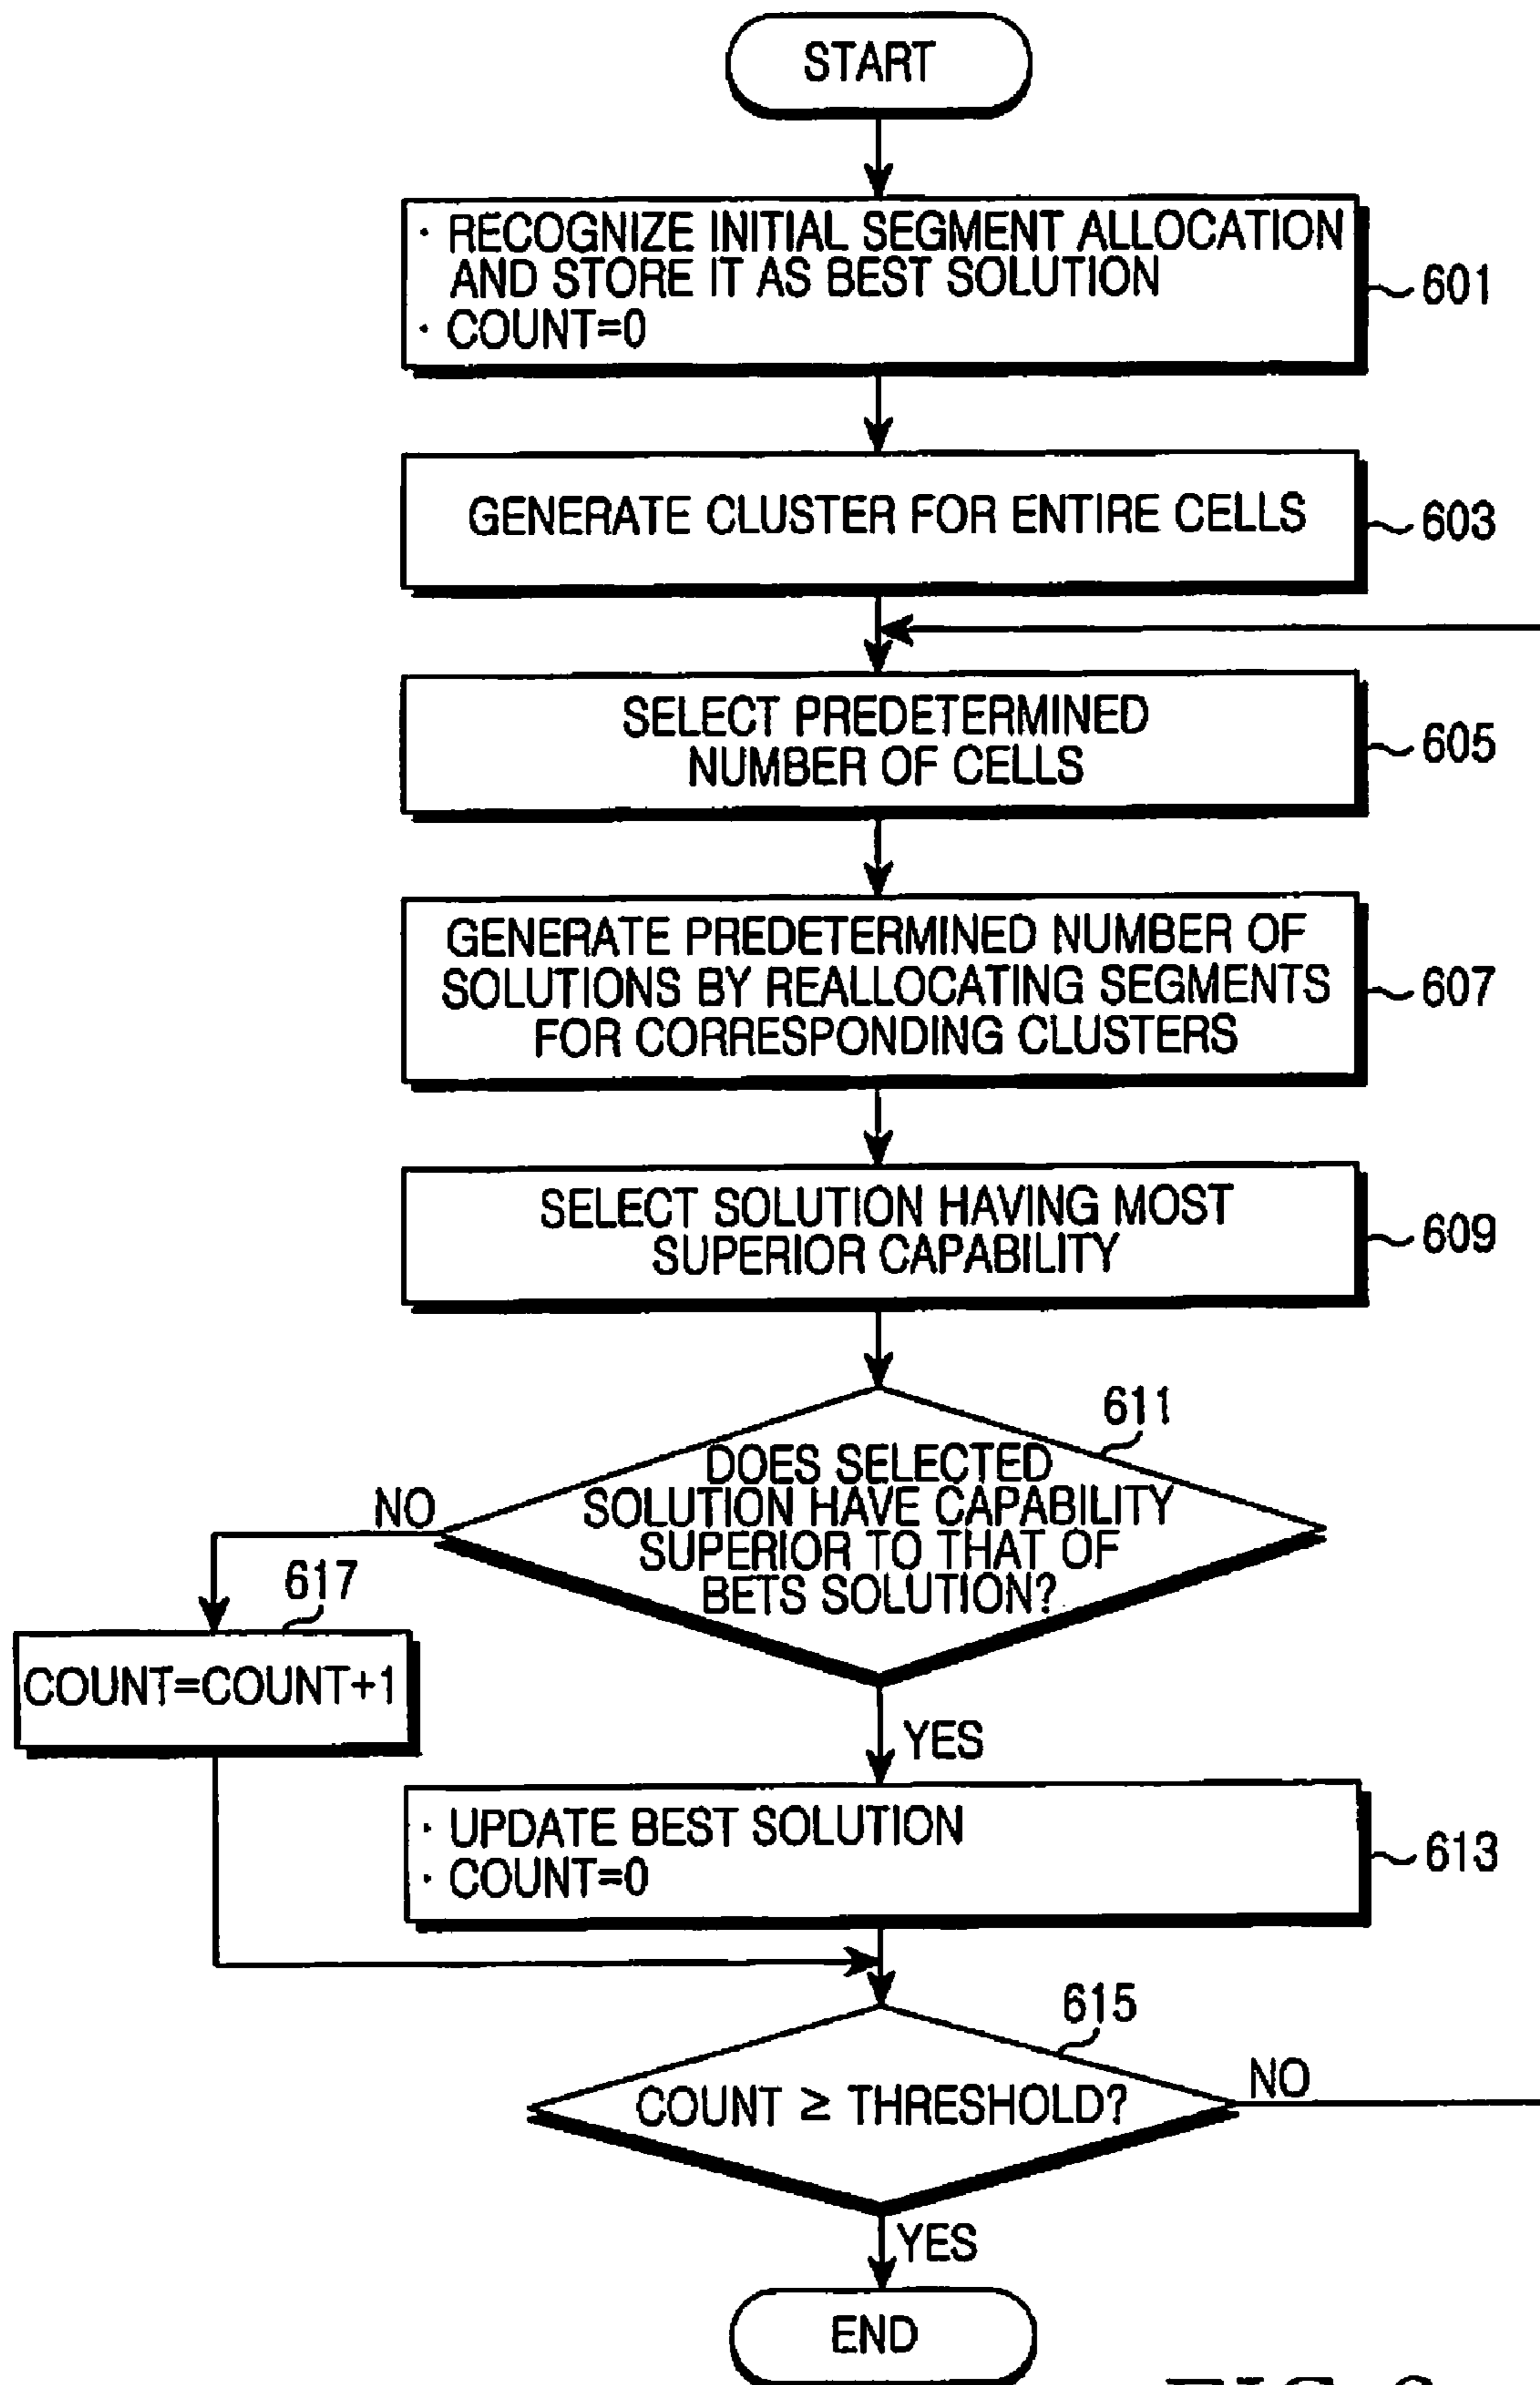 START
· RECOGNIZE INITIAL SEGMENT ALLOCATION
AND STORE IT AS BEST SOLUTION
· COUNT=0
601
GENERATE CLUSTER FOR ENTIRE CELLS
603
SELECT PREDETERMINED
NUMBER OF CELLS
605
GENERATE PREDETERMINED NUMBER OF
SOLUTIONS BY REALLOCATING SEGMENTS
FOR CORRESPONDING CLUSTERS
607
SELECT SOLUTION HAVING MOST
SUPERIOR CAPABILITY
609
611
DOES SELECTED
SOLUTION HAVE CAPABILITY
SUPERIOR TO THAT OF
BETS SOLUTION?
NO
617
COUNT=COUNT+1
YES
· UPDATE BEST SOLUTION
· COUNT=0
613
615
COUNT ≥ THRESHOLD?
NO
YES
END